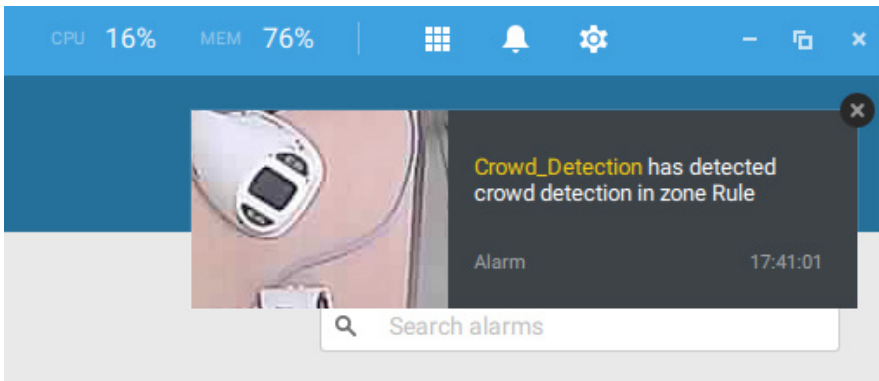 CPU 16% MEM 76%
Crowd_Detection has detected
crowd detection in zone Rule
Alarm 17:41:01
Search alarms